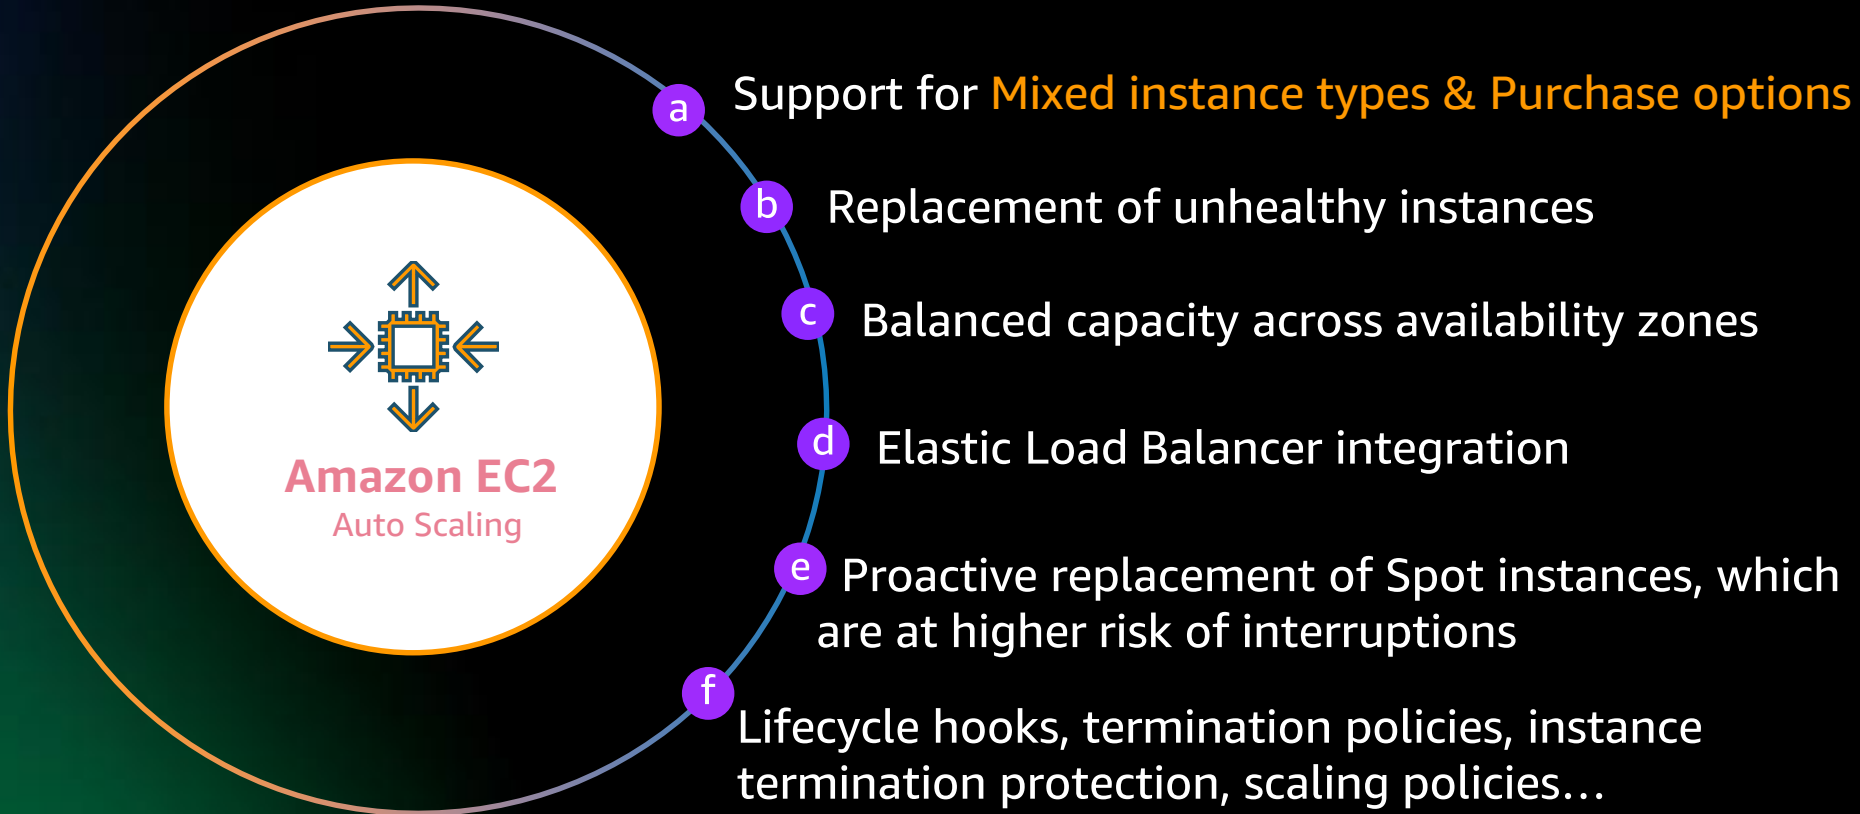 Amazon EC2
Auto Scaling
a
Support for Mixed instance types & Purchase options
b
Replacement of unhealthy instances
c
Balanced capacity across availability zones
d
Elastic Load Balancer integration
e
Proactive replacement of Spot instances, which
are at higher risk of interruptions
f
Lifecycle hooks, termination policies, instance
termination protection, scaling policies…